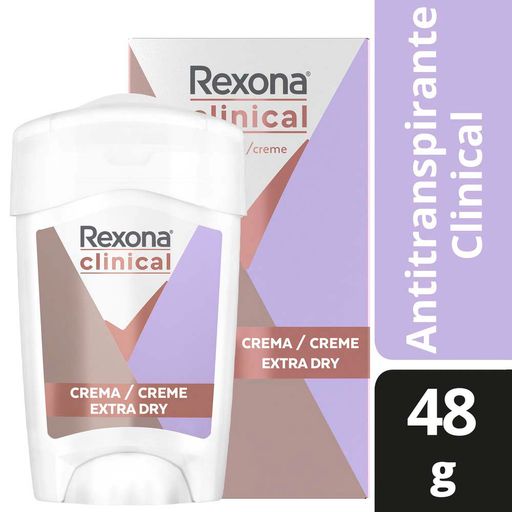 Rexona®
clinical
/creme
CREMA / CREME
EXTRA DRY
Rexona®
clinical
CREMA / CREME
EXTRA DRY
Antitranspirante
Clinical
48
g